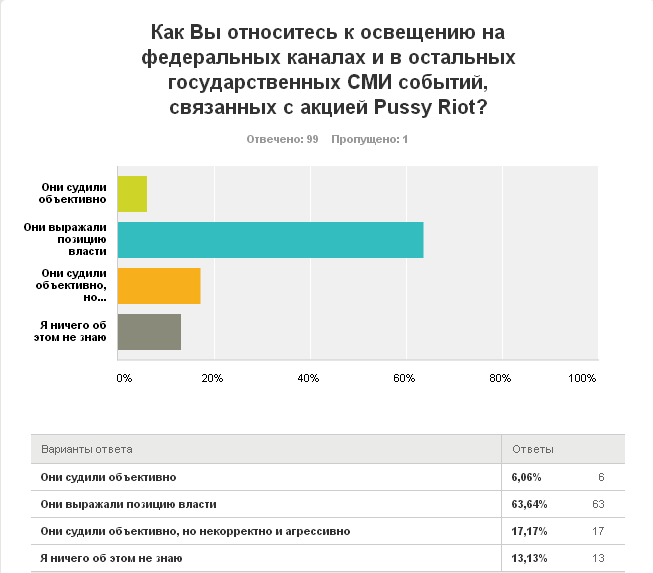 Как Вы относитесь к освещению на
федеральных каналах и в остальных
государственных СМИ событий,
связанных с акцией Pussy Riot?
Отвечено: 99 Пропущено: 1
Они судили
объективно
Они выражали
позицию
власти
Они судили
объективно,
но...
Я ничего об
этом не знаю
0% 20% 40% 60% 80% 100%
Варианты ответа Ответы
Они судили объективно 6,06% 6
Они выражали позицию власти 63,64% 63
Они судили объективно, но некорректно и агрессивно 17,17% 17
Я ничего об этом не знаю 13,13% 13